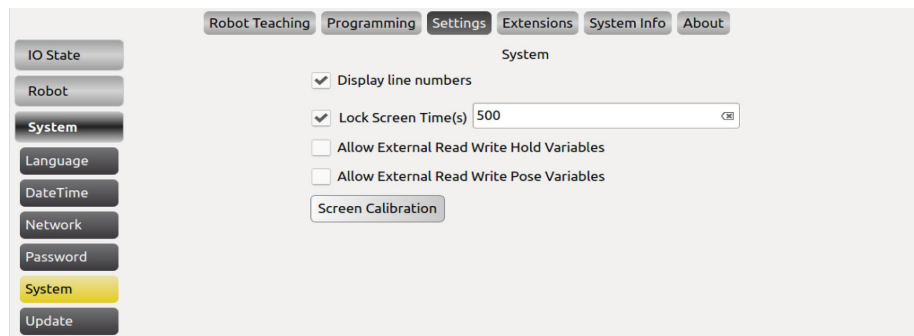 Robot Teaching Programming Settings Extensions System Info About
IO State
Robot
System
Language
DateTime
Network
Password
System
Update
System
Display line numbers
Lock Screen Time(s) 500
Allow External Read Write Hold Variables
Allow External Read Write Pose Variables
Screen Calibration